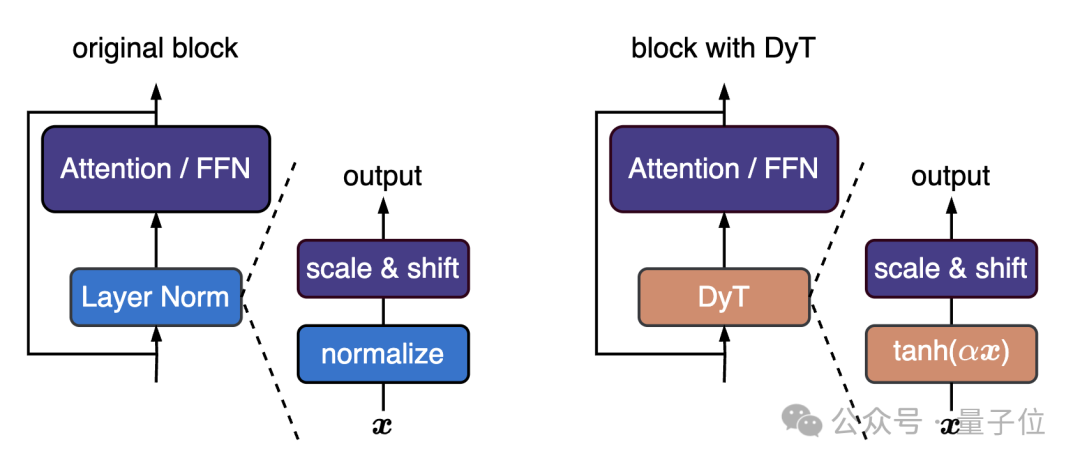 original block
Attention / FFN
output
scale & shift
Layer Norm
normalize
x
block with DyT
Attention / FFN
output
scale & shift
DyT
tanh(αx)
x
公众号 · 量子位